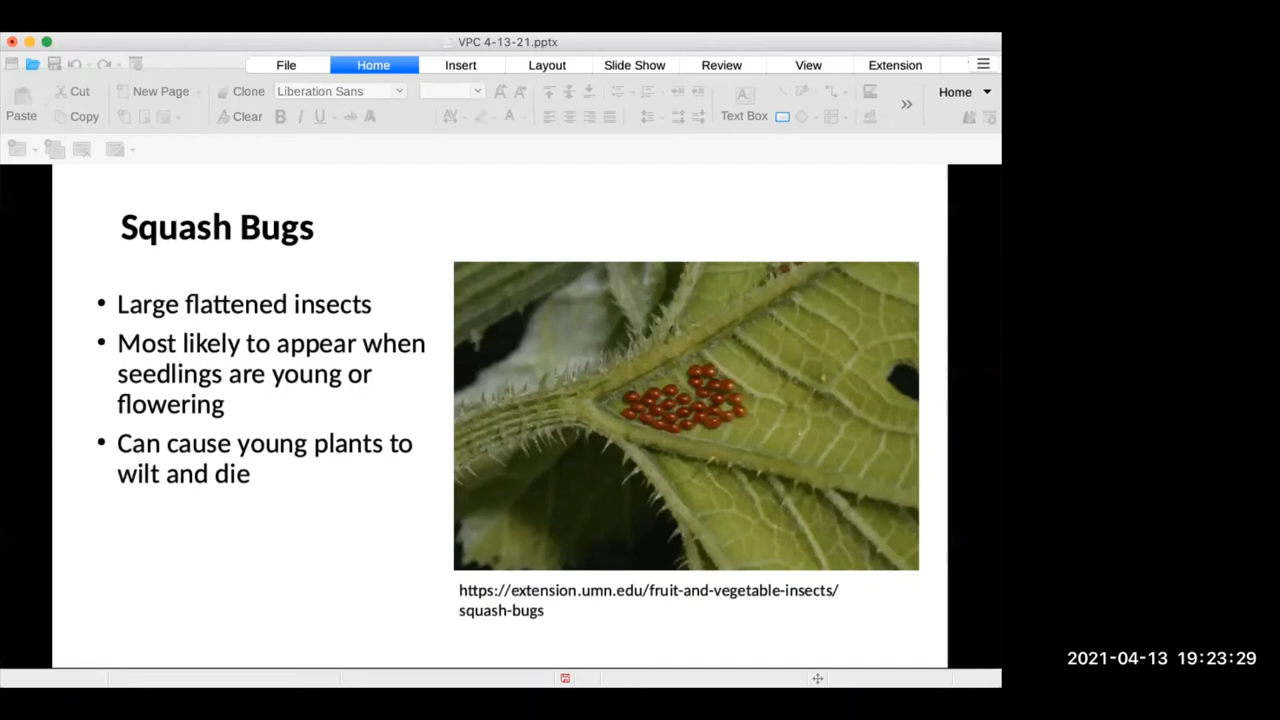 VPC 4-13-21.pptx
File Home Insert Layout Slide Show Review View Extension
Cut New Page Clone Liberation Sans Home
Paste Copy Clear B I U ab A Text Box
Squash Bugs
• Large flattened insects
• Most likely to appear when
seedlings are young or
flowering
• Can cause young plants to
wilt and die
https://extension.umn.edu/fruit-and-vegetable-insects/
squash-bugs
2021-04-13 19:23:29